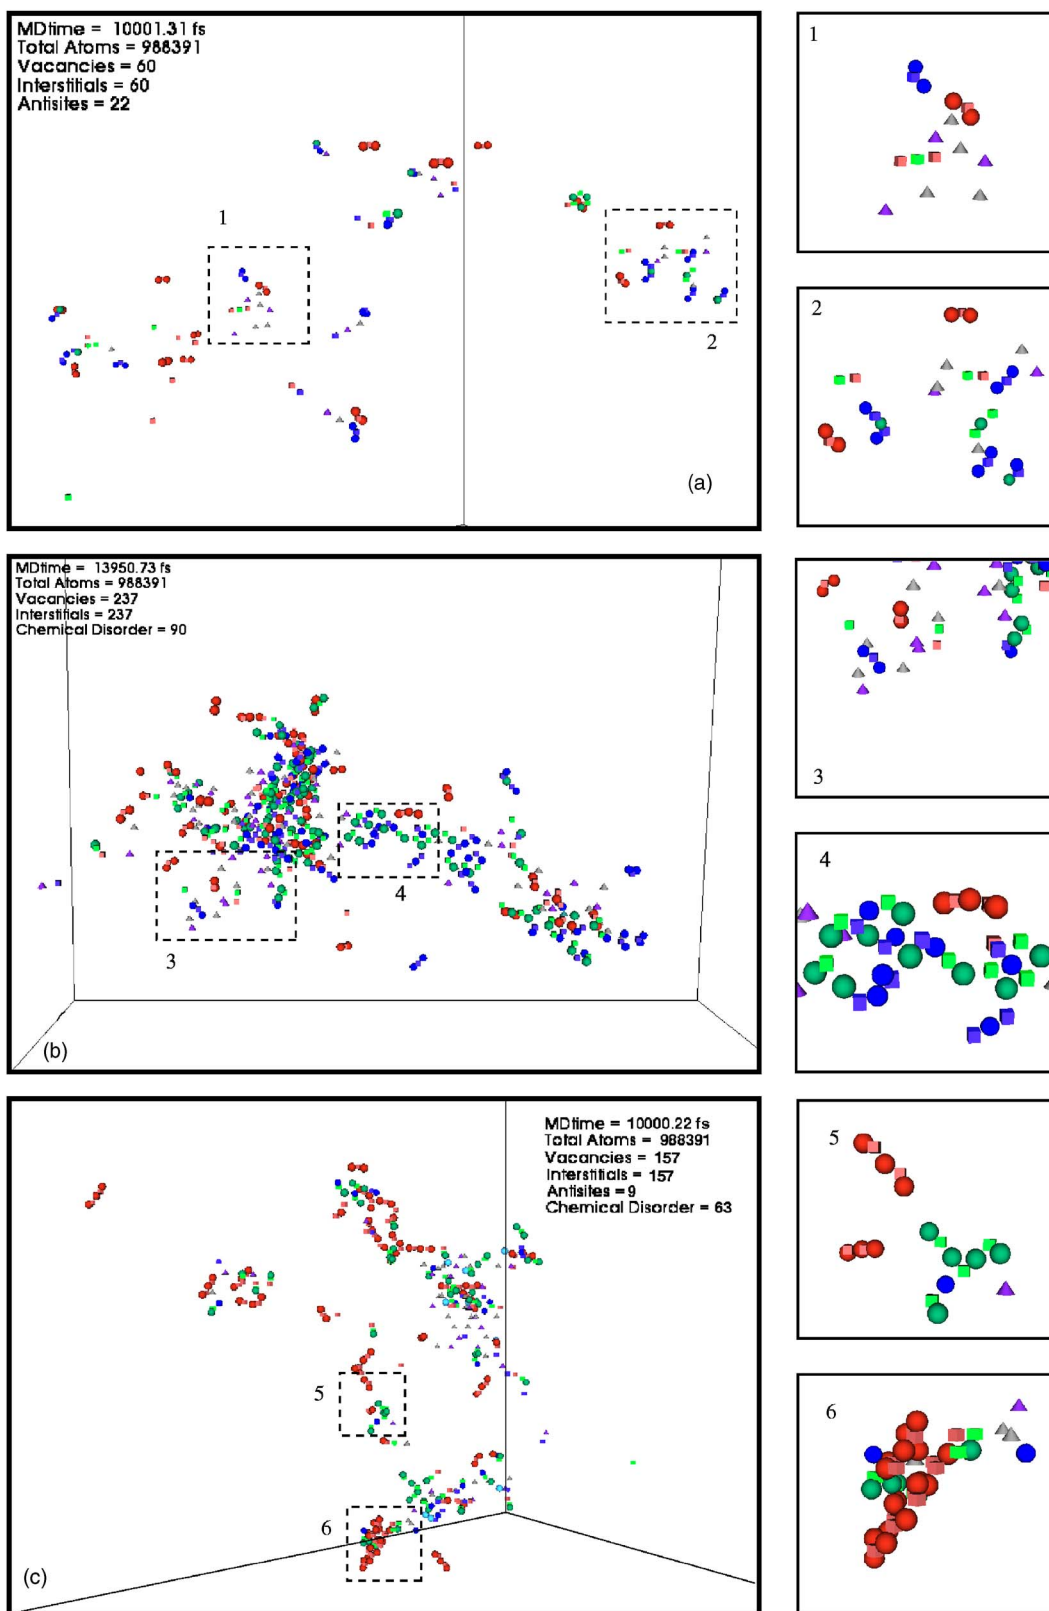 MDtime = 10001.31 fs
Total Atoms = 988391
Vacancies = 60
Interstitials = 60
Antisites = 22
1
2
(a)
1
2
MDtime = 13950.73 fs
Total Atoms = 988391
Vacancies = 237
Interstitials = 237
Chemical Disorder = 90
3
4
(b)
3
4
MDtime = 10000.22 fs
Total Atoms = 988391
Vacancies = 157
Interstitials = 157
Antisites = 9
Chemical Disorder = 63
5
6
(c)
5
6